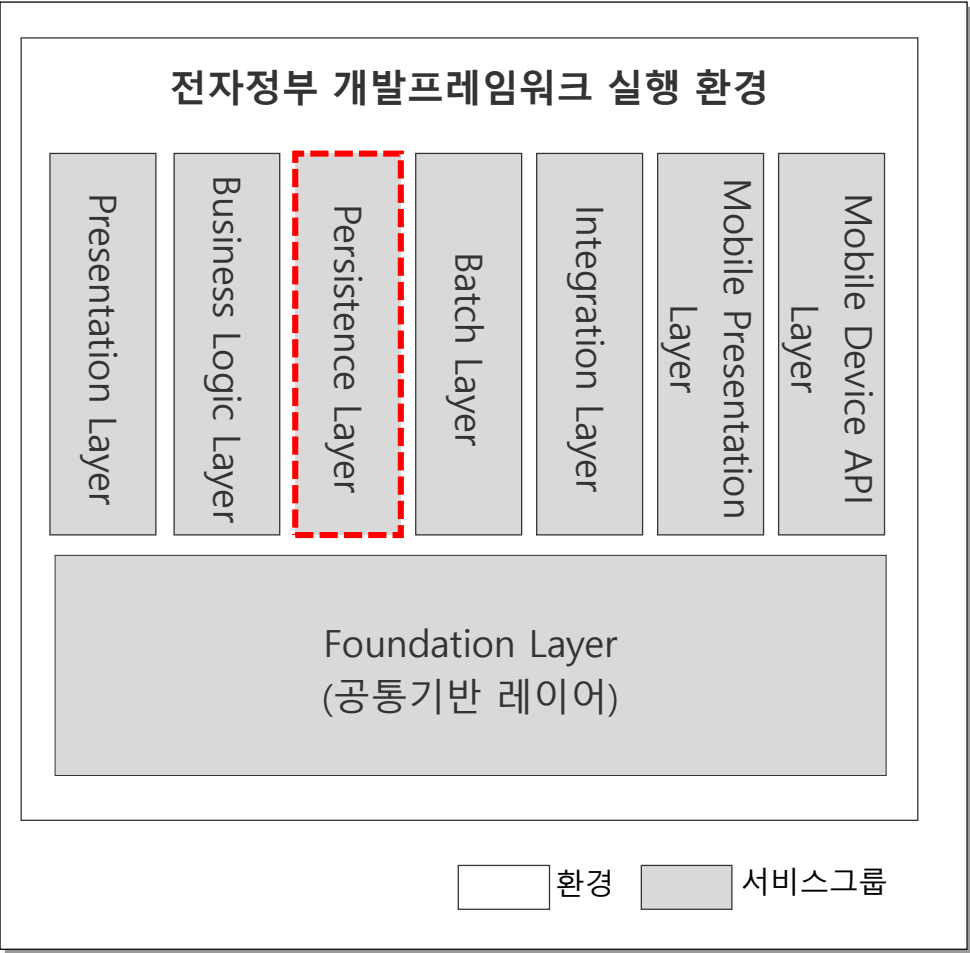 전자정부 개발프레임워크 실행 환경
Presentation Layer
Business Logic Layer
Persistence Layer
Batch Layer
Integration Layer
Mobile Presentation
Layer
Mobile Device API
Layer
Foundation Layer
(공통기반 레이어)
환경
서비스그룹